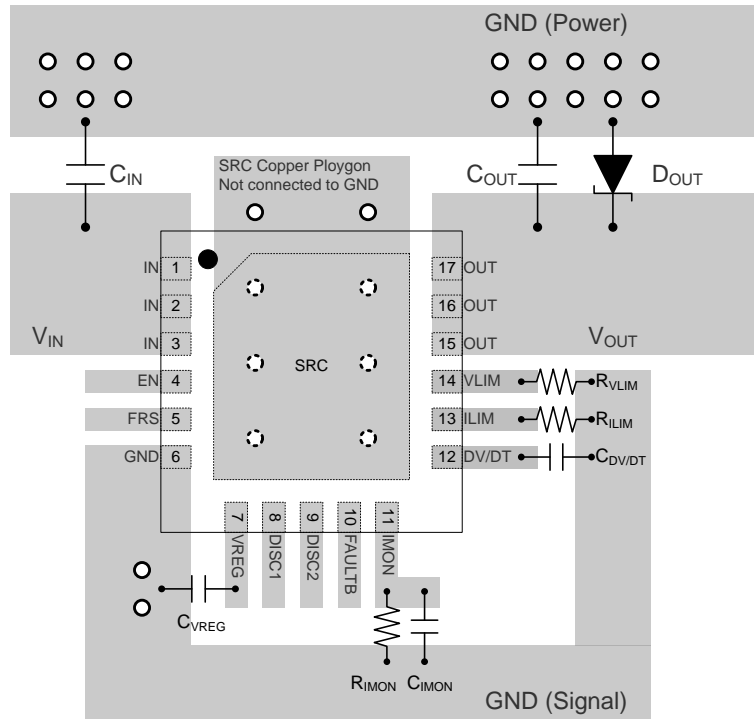 GND (Power)
SRC Copper Ploygon
Not connected to GND
CIN
COUT
DOUT
IN 1
17 OUT
IN 2
16 OUT
VIN
IN 3
15 OUT
VOUT
SRC
EN 4
14 VLIM
RVLIM
FRS 5
13 ILIM
RILIM
GND 6
12 DV/DT
CDV/DT
7 VREG
8 DISC1
9 DISC2
10 FAULTB
11 IMON
CVREG
RIMON
CIMON
GND (Signal)